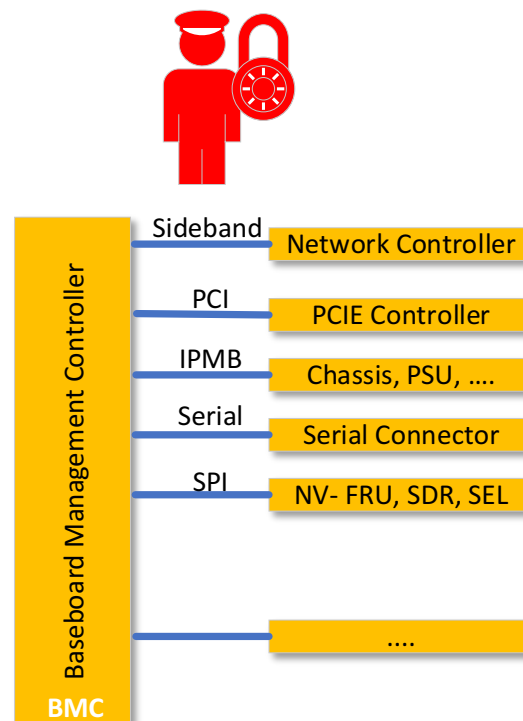 Sideband
Network Controller
PCI
PCIE Controller
IPMB
Chassis, PSU, ....
Serial
Serial Connector
SPI
NV- FRU, SDR, SEL
....
Baseboard Management Controller
BMC